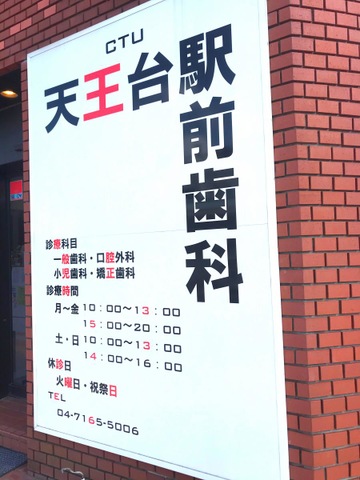 CTU
天王台駅前歯科
診療科目
一般歯科・口腔外科
小児歯科・矯正歯科
診療時間
月〜金 10：00〜13：00
15：00〜20：00
土・日 10：00〜13：00
14：00〜16：00
休診日
火曜日・祝祭日
TEL
04-7165-5006